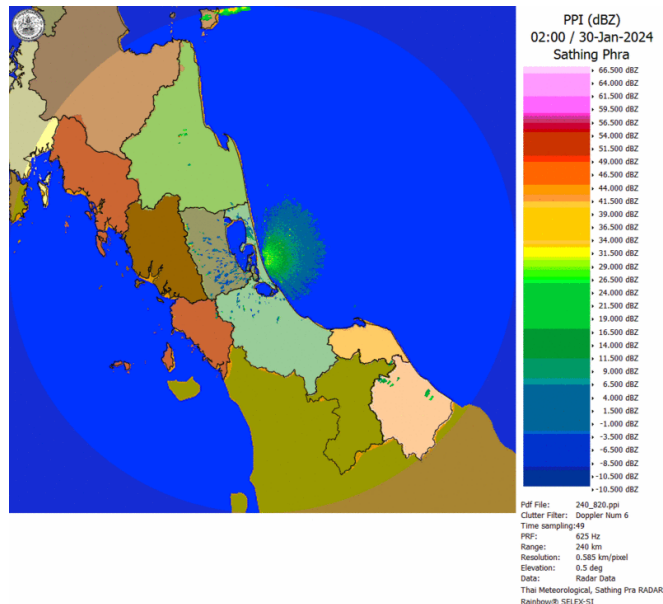 PPI (dBZ)
02:00 / 30-Jan-2024
Sathing Phra
66.500 dBZ
64.000 dBZ
61.500 dBZ
59.500 dBZ
56.500 dBZ
54.000 dBZ
51.500 dBZ
49.000 dBZ
46.500 dBZ
44.000 dBZ
41.500 dBZ
39.000 dBZ
36.500 dBZ
34.000 dBZ
31.500 dBZ
29.000 dBZ
26.500 dBZ
24.000 dBZ
21.500 dBZ
19.000 dBZ
16.500 dBZ
14.000 dBZ
11.500 dBZ
9.000 dBZ
6.500 dBZ
4.000 dBZ
1.500 dBZ
-1.000 dBZ
-3.500 dBZ
-6.500 dBZ
-8.500 dBZ
-10.500 dBZ
-10.500 dBZ
Pdf File: 240_820.ppi
Clutter Filter: Doppler Num 6
Time sampling:49
PRF: 625 Hz
Range: 240 km
Resolution: 0.585 km/pixel
Elevation: 0.5 deg
Data: Radar Data
Thai Meteorological, Sathing Pra RADAR
Rainbow® SELEX-SI